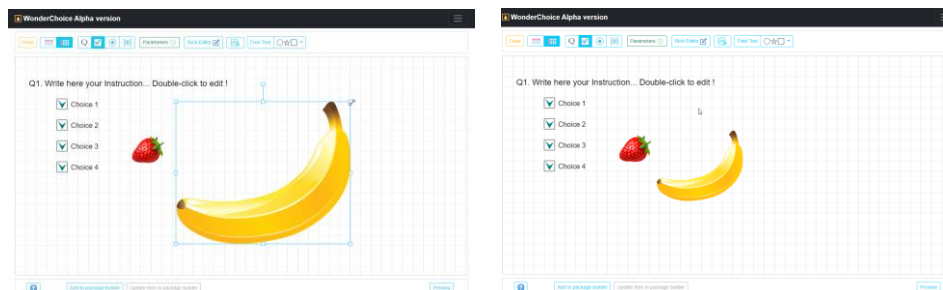 WonderChoice Alpha version
Clear Q Parameters Rich Editor Free Text
Q1. Write here your Instruction... Double-click to edit !
Choice 1
Choice 2
Choice 3
Choice 4
Add to package builder Update item in package builder Preview
WonderChoice Alpha version
Clear Q Parameters Rich Editor Free Text
Q1. Write here your Instruction... Double-click to edit !
Choice 1
Choice 2
Choice 3
Choice 4
Add to package builder Update item in package builder Preview